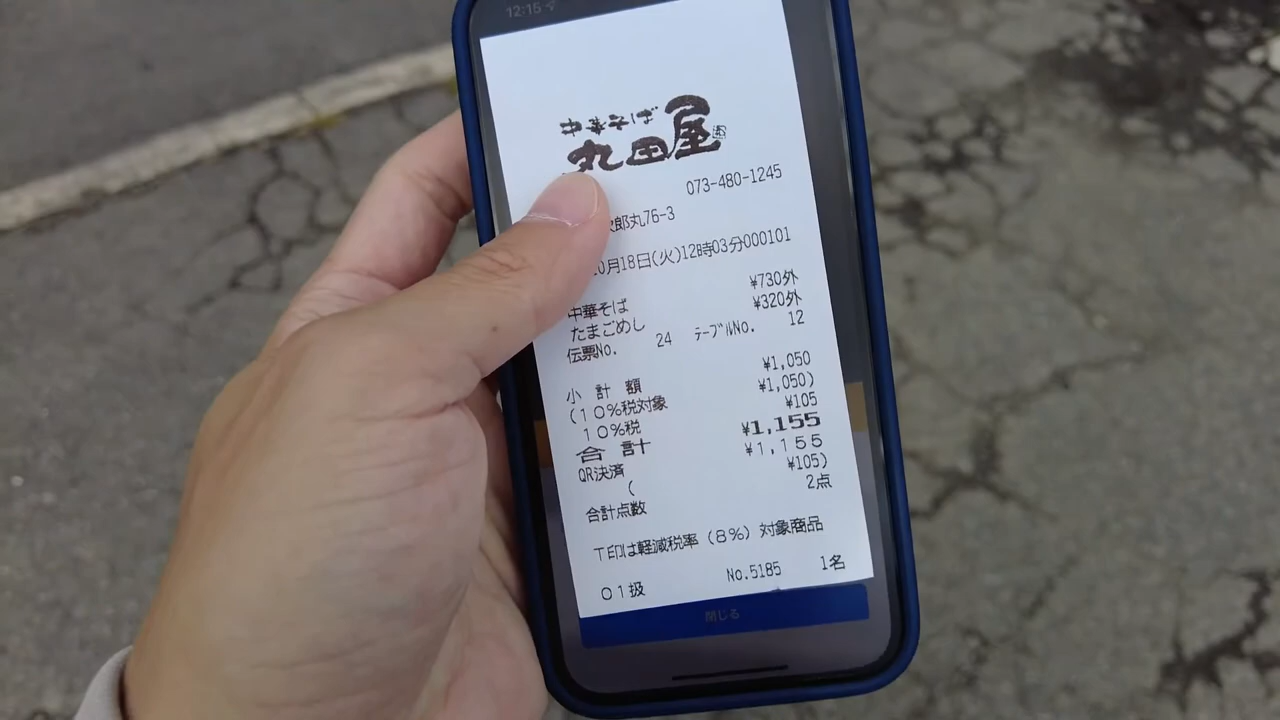 12:15
中華そば
丸田屋
073-480-1245
次郎丸76-3
10月18日(火)12時03分000101
中華そば ¥730外
たまごめし ¥320外
伝票No. 24 テーブルNo. 12
小計額 ¥1,050
(10%税対象 ¥1,050)
10%税 ¥105
合計 ¥1,155
QR決済 ¥1,155
( ¥105)
合計点数 2点
T印は軽減税率(8%)対象商品
01扱 No.5185 1名
閉じる